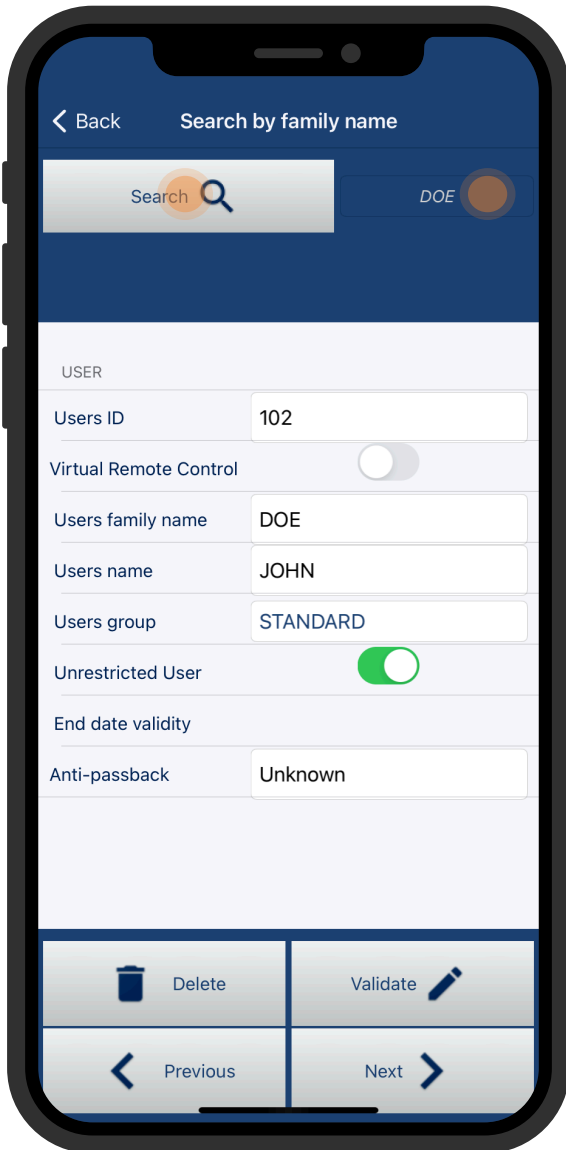 Back Search by family name
Search DOE
USER
Users ID 102
Virtual Remote Control
Users family name DOE
Users name JOHN
Users group STANDARD
Unrestricted User
End date validity
Anti-passback Unknown
Delete Validate
Previous Next